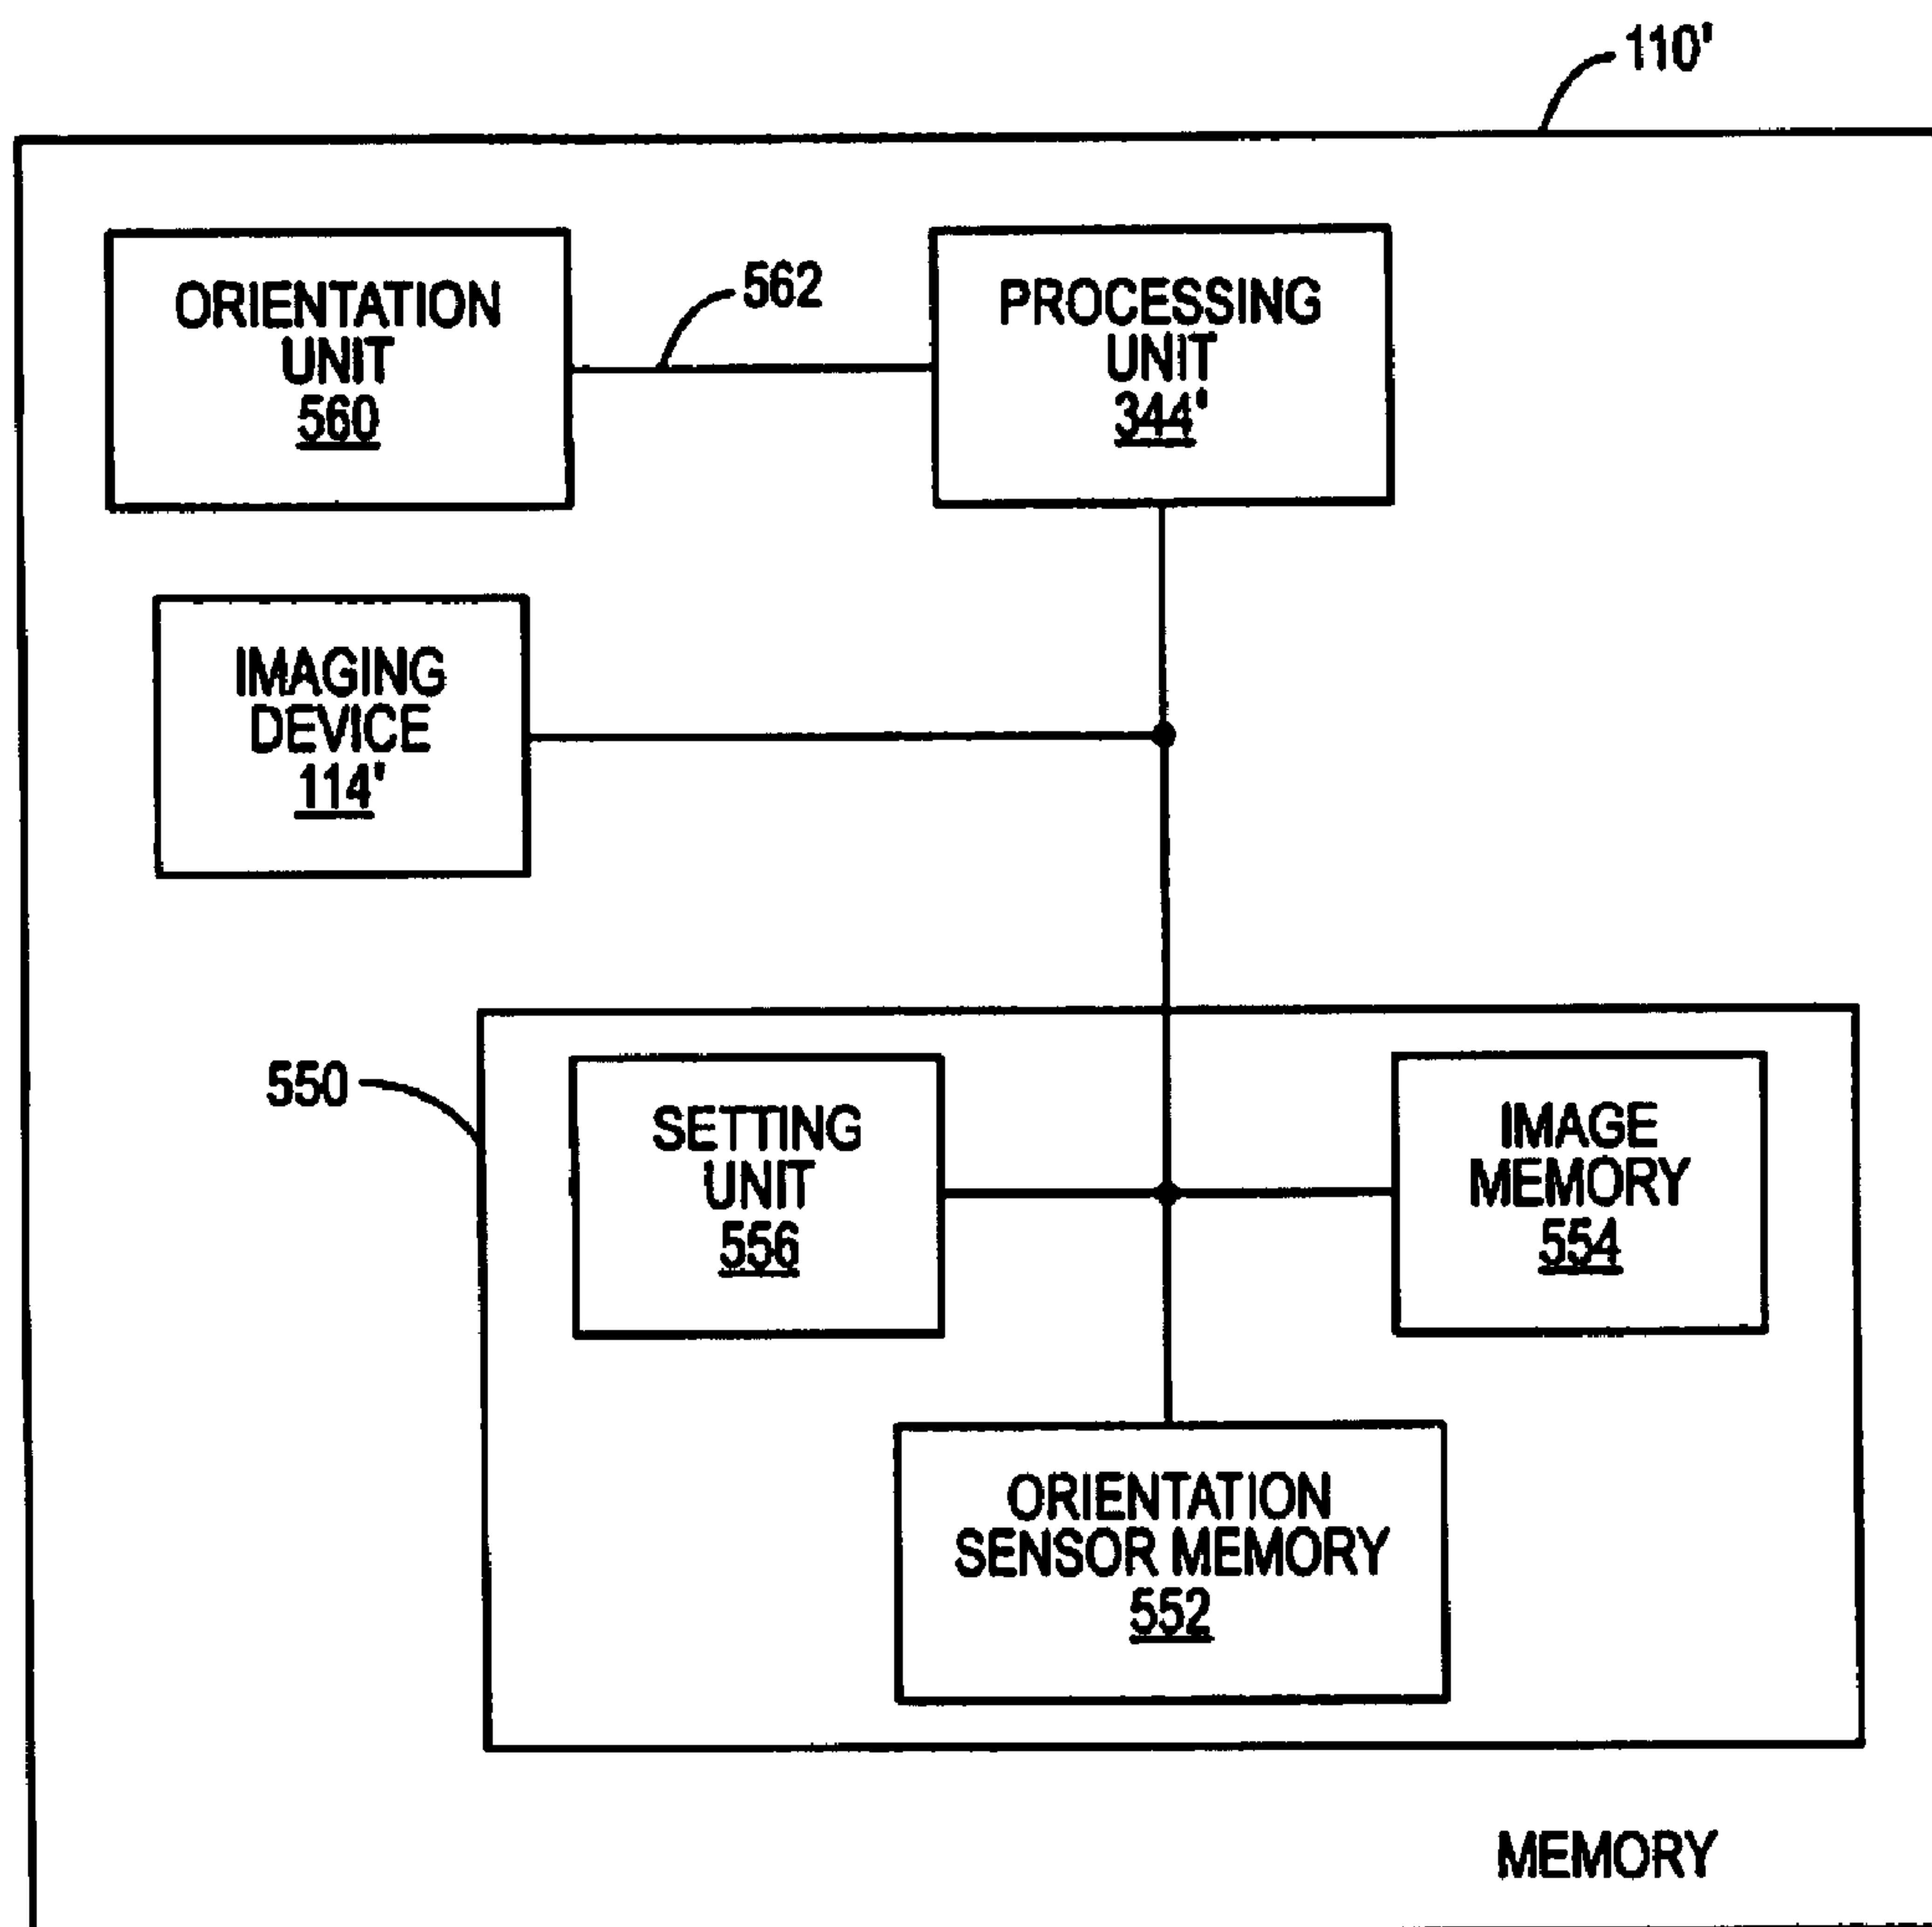 110'
ORIENTATION
UNIT
560
562
PROCESSING
UNIT
344'
IMAGING
DEVICE
114'
550
SETTING
UNIT
556
IMAGE
MEMORY
554
ORIENTATION
SENSOR MEMORY
552
MEMORY